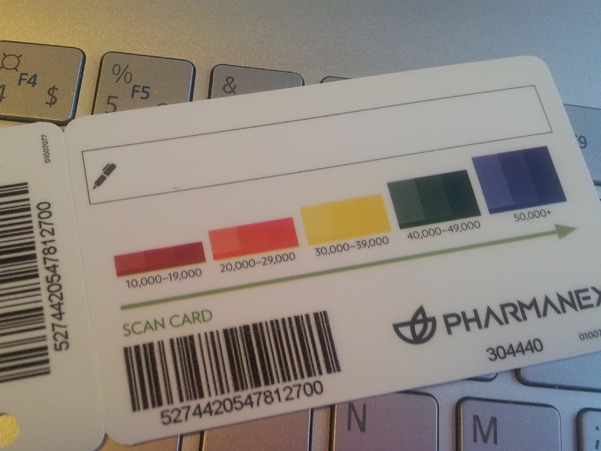 F4
$
%
5
F5
&
F9
01007077
5274420547812700
10,000–19,000
20,000–29,000
30,000–39,000
40,000–49,000
50,000+
SCAN CARD
5274420547812700
PHARMANEX
304440
N
M